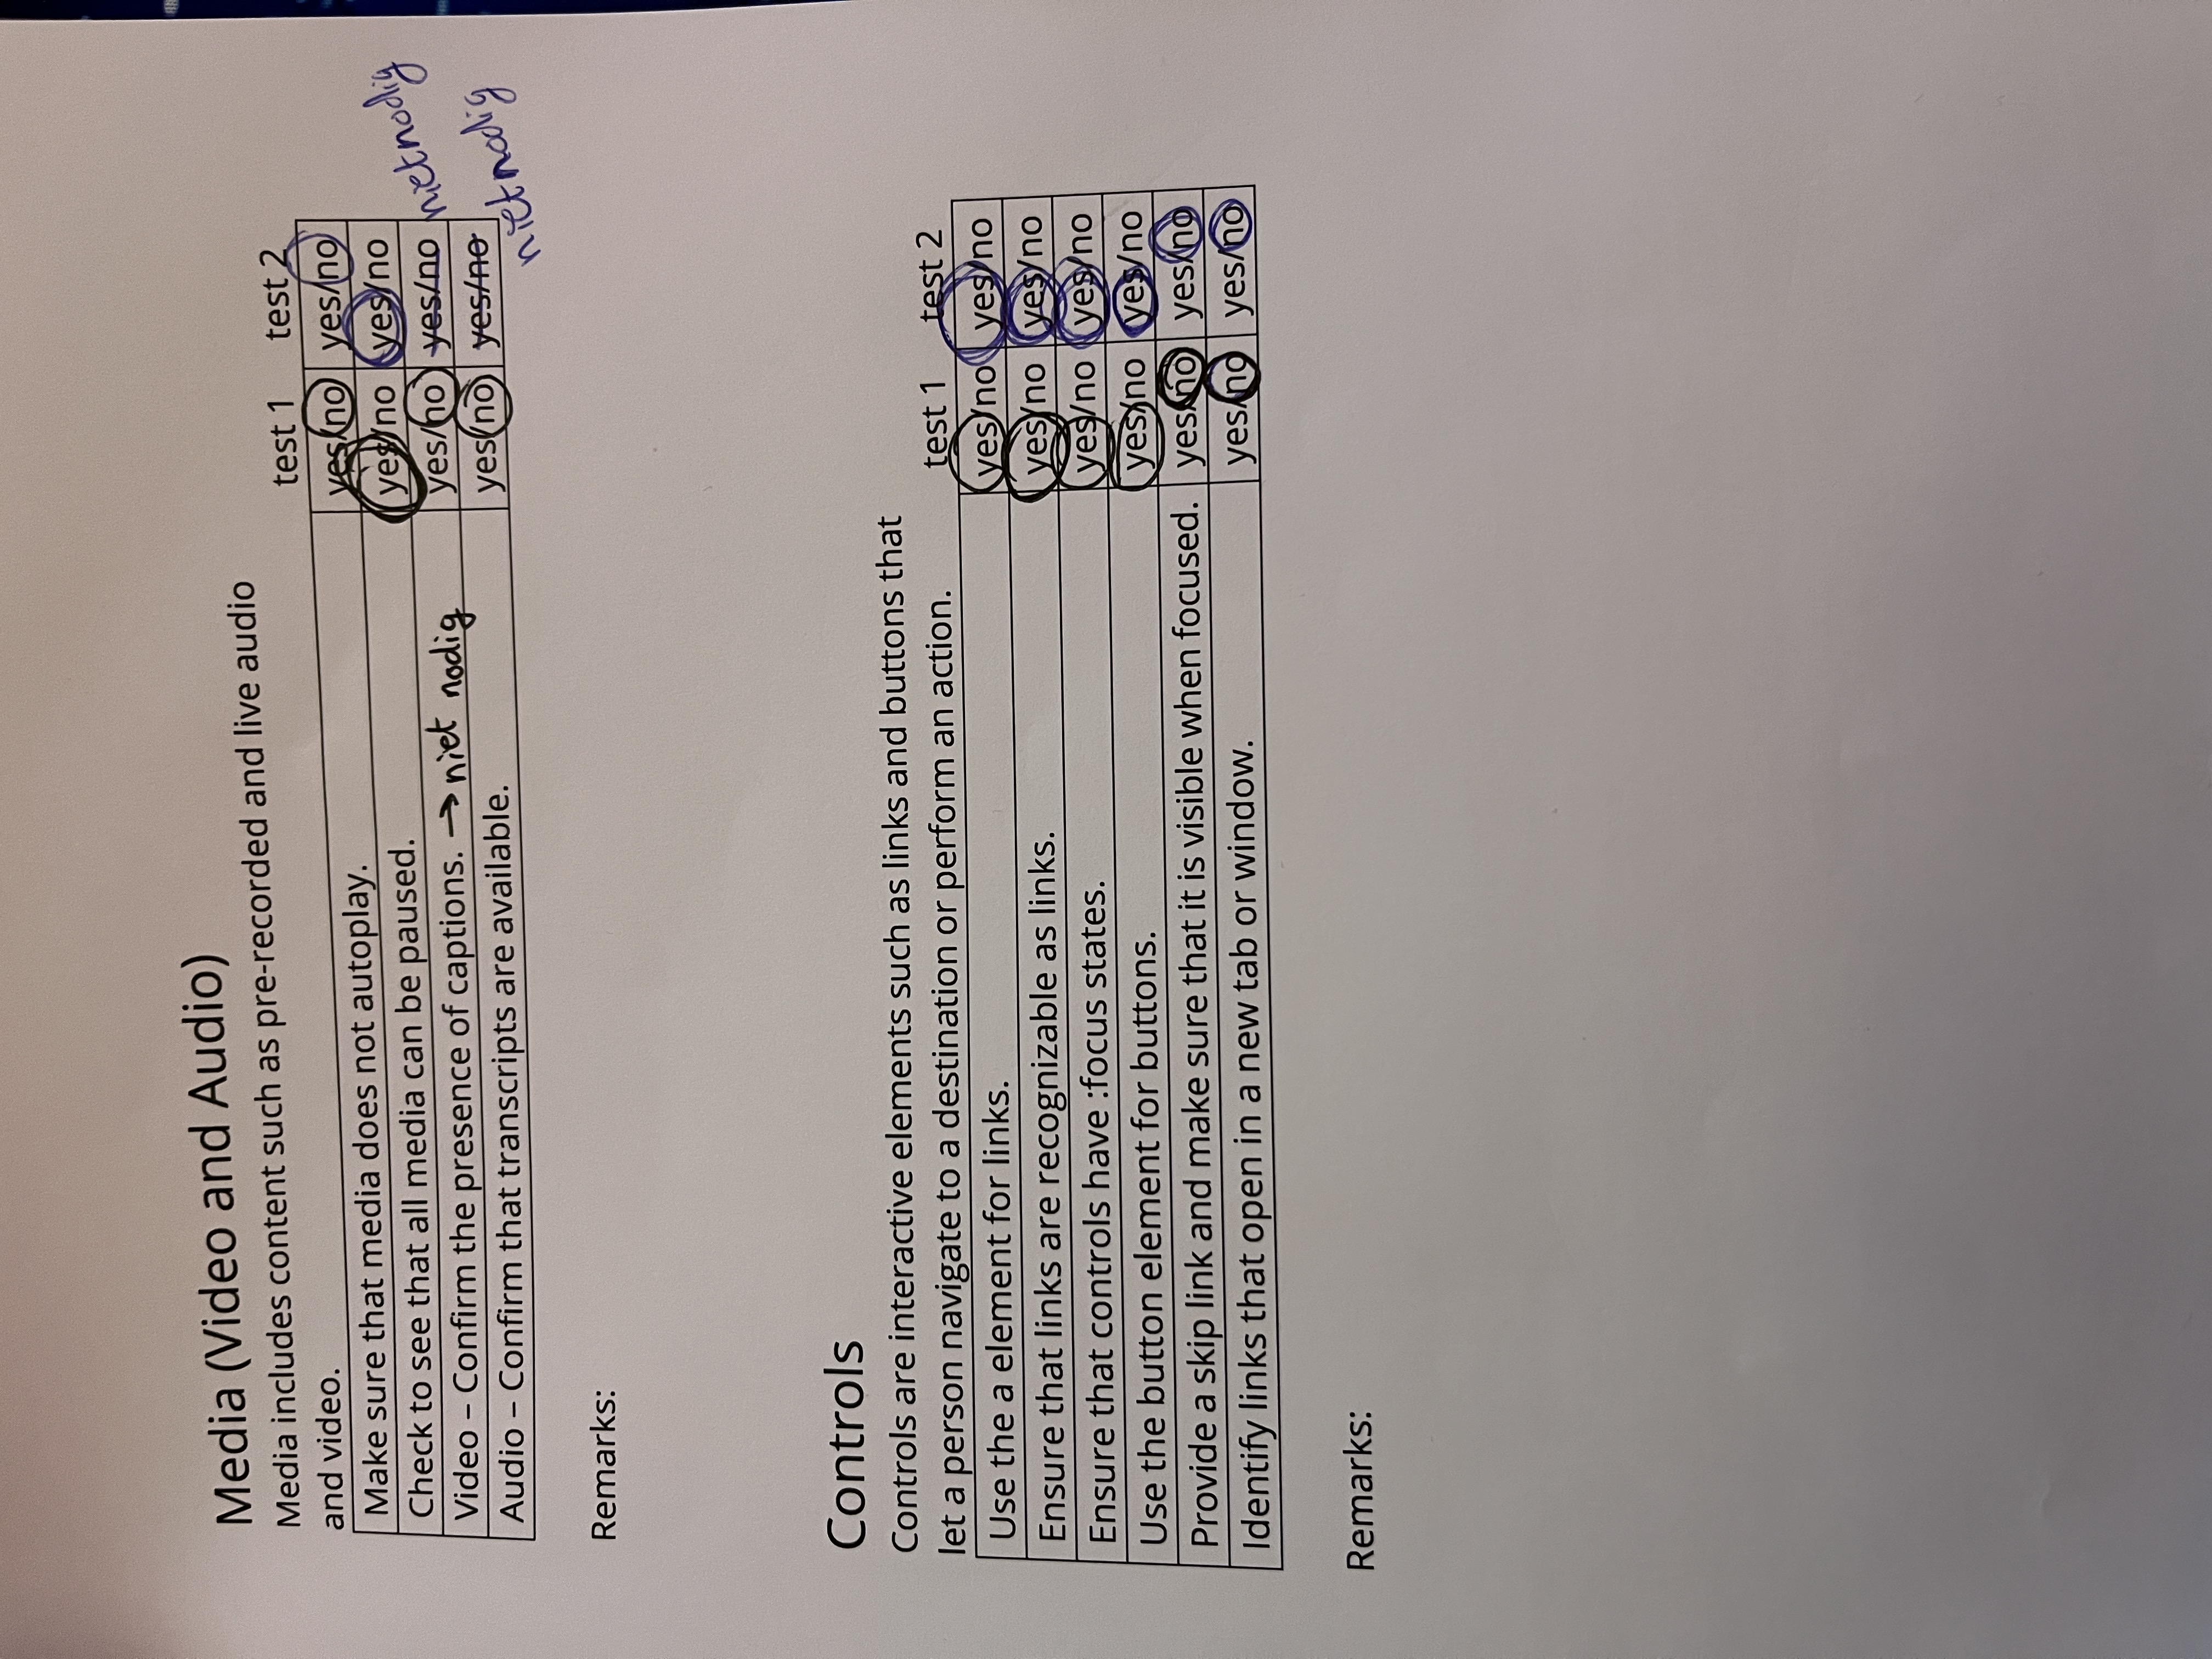 Media (Video and Audio)
Media includes content such as pre-recorded and live audio
and video.
test 1 test 2
Make sure that media does not autoplay. yes/no yes/no
Check to see that all media can be paused. yes/no yes/no
Video – Confirm the presence of captions. → niet nodig yes/no yes/no niet nodig
Audio – Confirm that transcripts are available. yes/no yes/no niet nodig
Remarks:
Controls
Controls are interactive elements such as links and buttons that
let a person navigate to a destination or perform an action.
test 1 test 2
Use the a element for links. yes/no yes/no
Ensure that links are recognizable as links. yes/no yes/no
Ensure that controls have :focus states. yes/no yes/no
Use the button element for buttons. yes/no yes/no
Provide a skip link and make sure that it is visible when focused. yes/no yes/no
Identify links that open in a new tab or window. yes/no yes/no
Remarks: